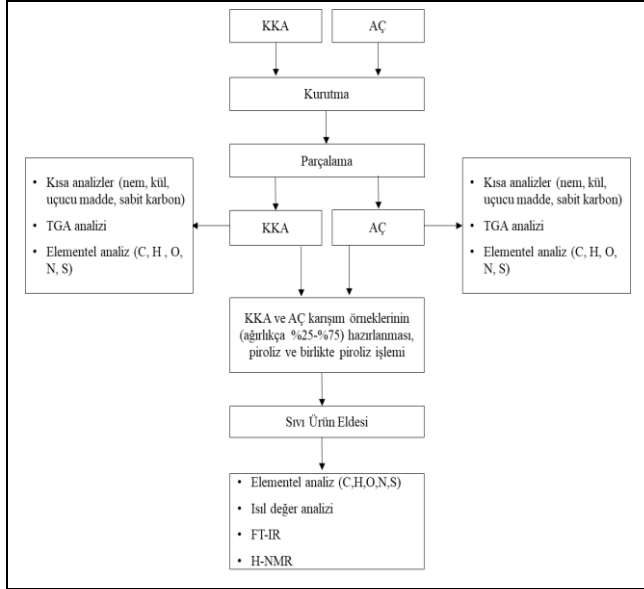 KKA
AÇ
Kurutma
Parçalama
• Kısa analizler (nem, kül,
uçucu madde, sabit karbon)
• TGA analizi
• Elementel analiz (C, H , O,
N, S)
KKA
AÇ
• Kısa analizler (nem, kül,
uçucu madde, sabit karbon)
• TGA analizi
• Elementel analiz (C, H, O,
N, S)
KKA ve AÇ karışım örneklerinin
(ağırlıkça %25-%75) hazırlanması,
piroliz ve birlikte piroliz işlemi
Sıvı Ürün Eldesi
• Elementel analiz (C,H,O,N,S)
• Isıl değer analizi
• FT-IR
• H-NMR